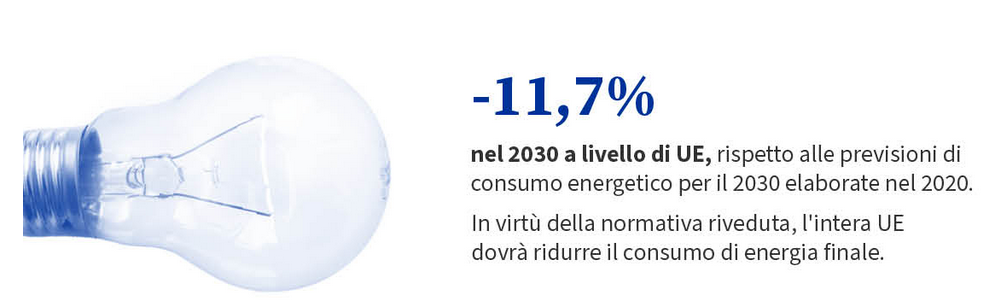 -11,7%
nel 2030 a livello di UE, rispetto alle previsioni di
consumo energetico per il 2030 elaborate nel 2020.
In virtù della normativa riveduta, l'intera UE
dovrà ridurre il consumo di energia finale.